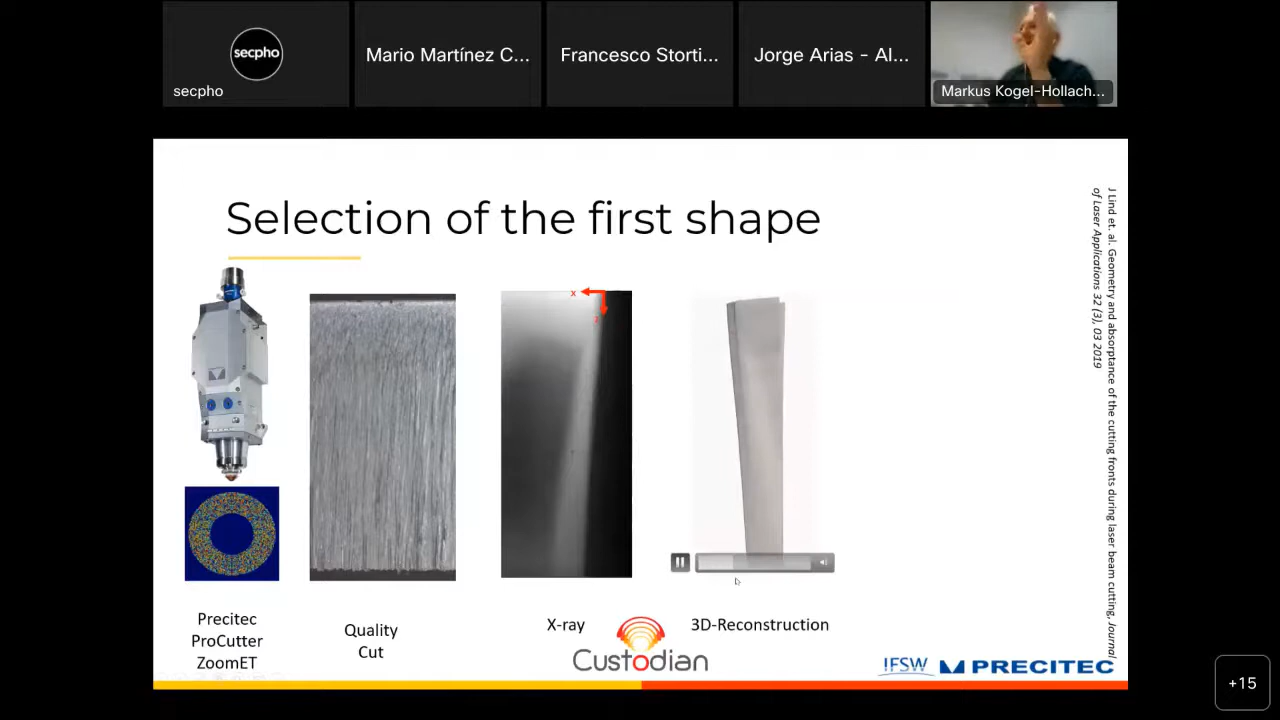 secpho
secpho
Mario Martínez C...
Francesco Storti...
Jorge Arias - Al...
Markus Kogel-Hollach...
Selection of the first shape
J Lind et. al. Geometry and absorptance of the cutting fronts during laser beam cutting, Journal
of Laser Applications 32 (3), 03 2019
x
z
Precitec
ProCutter
ZoomET
Quality
Cut
X-ray
3D-Reconstruction
Custodian
IFSW
PRECITEC
+15